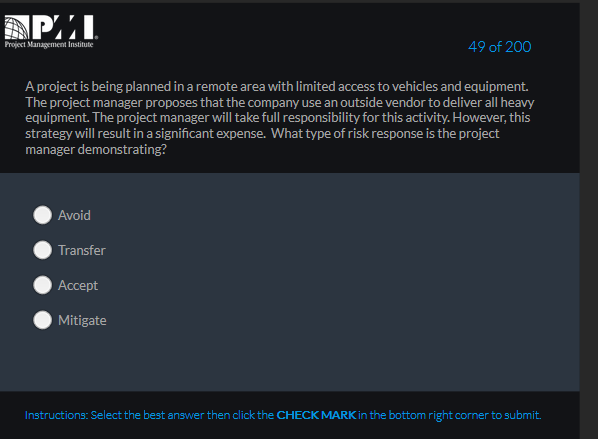 PMI.
Project Management Institute
49 of 200
A project is being planned in a remote area with limited access to vehicles and equipment.
The project manager proposes that the company use an outside vendor to deliver all heavy
equipment. The project manager will take full responsibility for this activity. However, this
strategy will result in a significant expense. What type of risk response is the project
manager demonstrating?
Avoid
Transfer
Accept
Mitigate
Instructions: Select the best answer then click the CHECK MARK in the bottom right corner to submit.